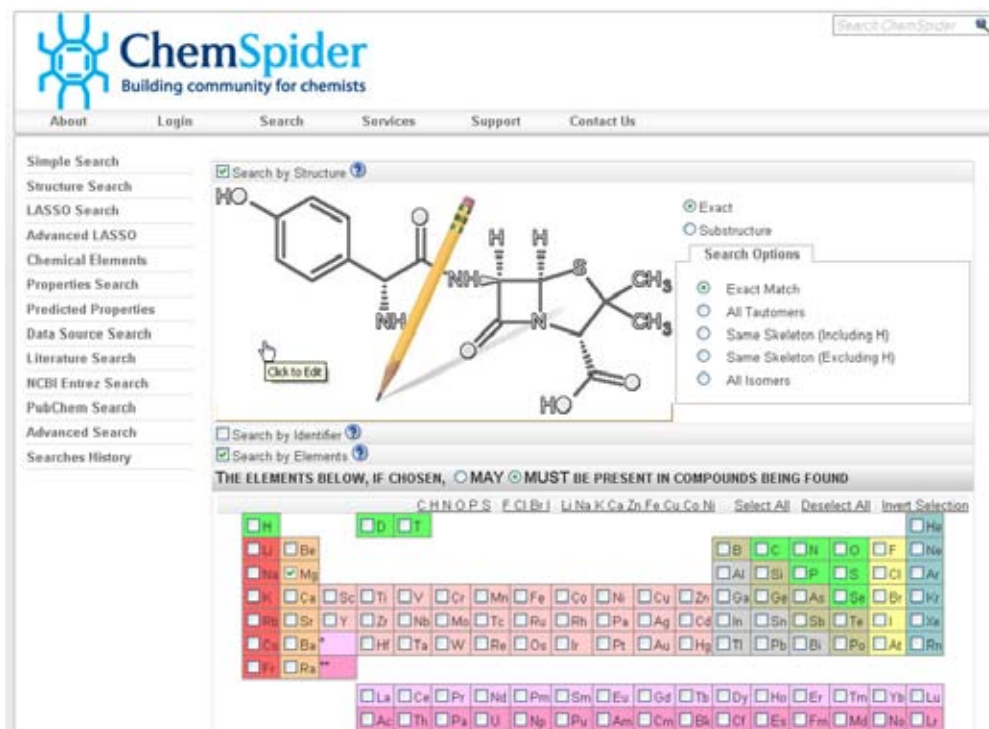 Search ChemSpider
ChemSpider
Building community for chemists
About Login Search Services Support Contact Us
Simple Search
Structure Search
LASSO Search
Advanced LASSO
Chemical Elements
Properties Search
Predicted Properties
Data Source Search
Literature Search
NCBI Entrez Search
PubChem Search
Advanced Search
Searches History
Search by Structure ?
HO
O
H H
NH
S
CH3
CH3
NH
N
O
O
HO
Click to Edit
Exact
Substructure
Search Options
Exact Match
All Tautomers
Same Skeleton (Including H)
Same Skeleton (Excluding H)
All Isomers
Search by Identifier ?
Search by Elements ?
THE ELEMENTS BELOW, IF CHOSEN, MAY MUST BE PRESENT IN COMPOUNDS BEING FOUND
C H N O P S F Cl Br I Li Na K Ca Zn Fe Cu Co Ni Select All Deselect All Invert Selection
H D T He
Li Be B C N O F Ne
Na Mg Al Si P S Cl Ar
K Ca Sc Ti V Cr Mn Fe Co Ni Cu Zn Ga Ge As Se Br Kr
Rb Sr Y Zr Nb Mo Tc Ru Rh Pa Ag Cd In Sn Sb Te I Xe
Cs Ba * Hf Ta W Re Os Ir Pt Au Hg Tl Pb Bi Po At Rn
Fr Ra **
La Ce Pr Nd Pm Sm Eu Gd Tb Dy Ho Er Tm Yb Lu
Ac Th Pa U Np Pu Am Cm Bk Cf Es Fm Md No Lr